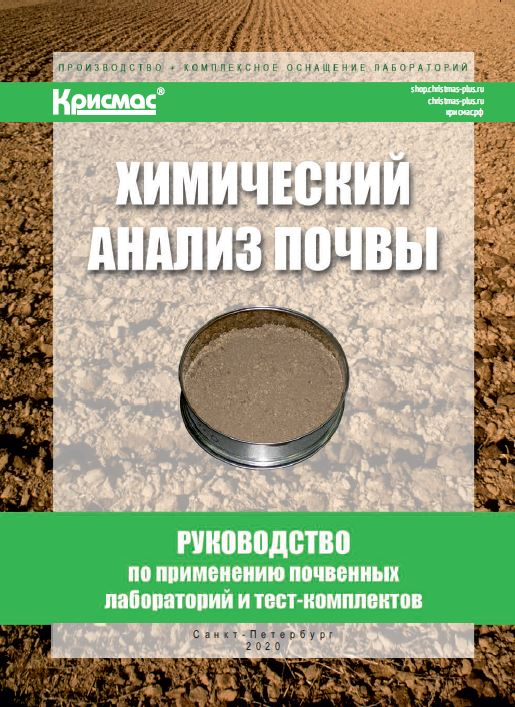 ПРОИЗВОДСТВО + КОМПЛЕКСНОЕ ОСНАЩЕНИЕ ЛАБОРАТОРИЙ
Крисмас®
shop.christmas-plus.ru
christmas-plus.ru
крисмас.рф
ХИМИЧЕСКИЙ
АНАЛИЗ ПОЧВЫ
РУКОВОДСТВО
по применению почвенных
лабораторий и тест-комплектов
Санкт-Петербург
2020